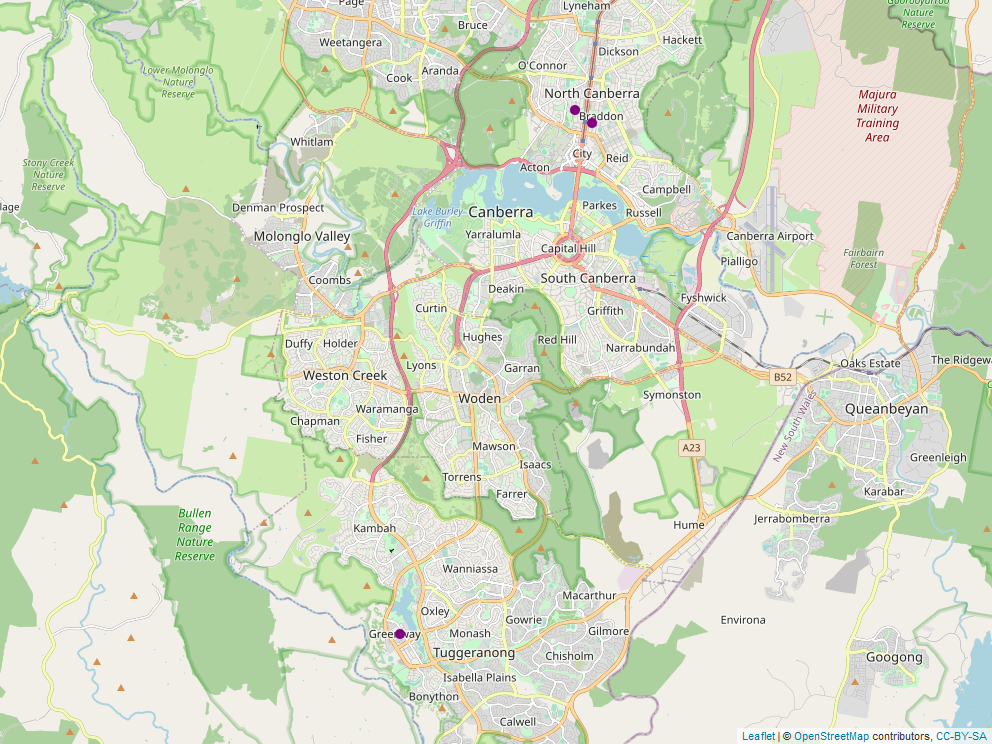 Page
Lyneham
Goorooyarroo
Nature
Reserve
Bruce
Weetangera
Hackett
Dickson
O'Connor
Cook
Aranda
Lower Molonglo
Nature
Reserve
North Canberra
Majura
Military
Training
Area
Braddon
Whitlam
City
Reid
Acton
Stony Creek
Nature
Reserve
Campbell
lage
Denman Prospect
Lake Burley
Griffin
Canberra
Parkes
Russell
Molonglo Valley
Yarralumla
Canberra Airport
Capital Hill
Fairbairn
Forest
Pialligo
Coombs
South Canberra
Deakin
Fyshwick
Curtin
Griffith
Duffy
Holder
Hughes
Red Hill
Narrabundah
Oaks Estate
The Ridgeway
Lyons
Garran
Weston Creek
B52
Symonston
Waramanga
Woden
Queanbeyan
New South Wales
Chapman
Fisher
Mawson
A23
Greenleigh
Isaacs
Torrens
Farrer
Karabar
Bullen
Range
Nature
Reserve
Kambah
Hume
Jerrabomberra
Wanniassa
Macarthur
Oxley
Gowrie
Environa
Greenway
Monash
Gilmore
Tuggeranong
Chisholm
Googong
Isabella Plains
Bonython
Calwell
Leaflet | © OpenStreetMap contributors, CC-BY-SA